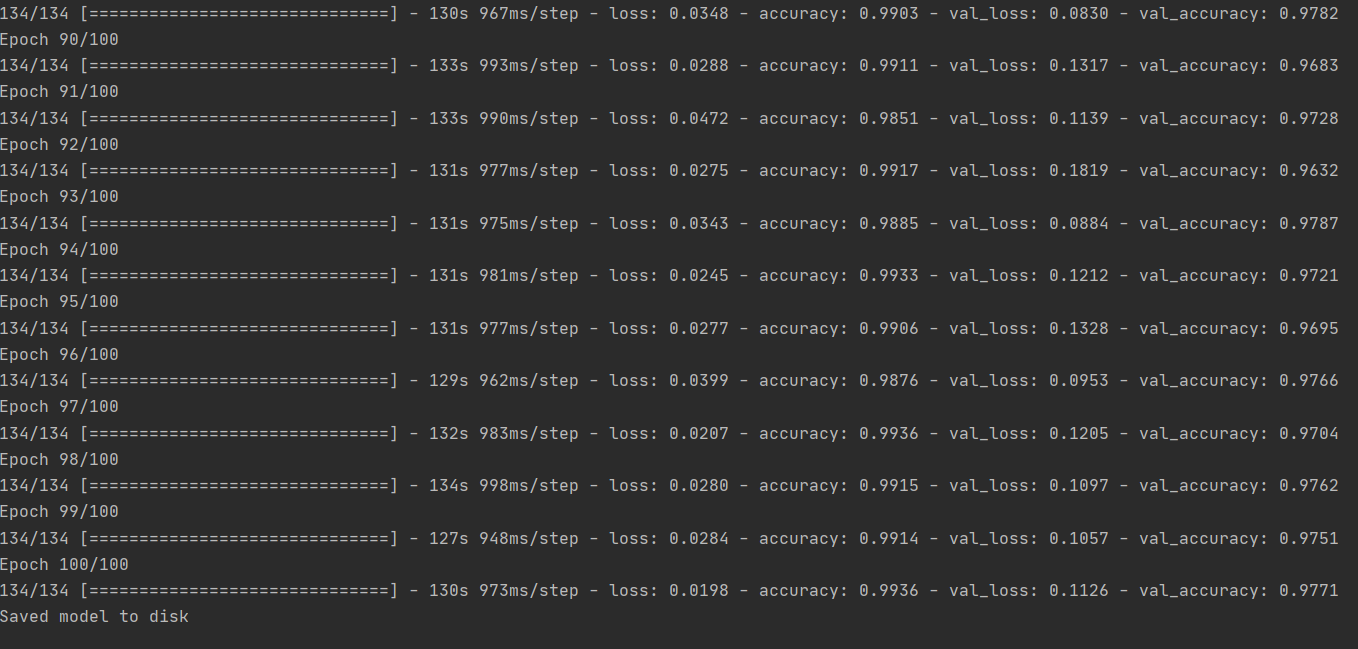 134/134 [==============================] - 130s 967ms/step - loss: 0.0348 - accuracy: 0.9903 - val_loss: 0.0830 - val_accuracy: 0.9782
Epoch 90/100
134/134 [==============================] - 133s 993ms/step - loss: 0.0288 - accuracy: 0.9911 - val_loss: 0.1317 - val_accuracy: 0.9683
Epoch 91/100
134/134 [==============================] - 133s 990ms/step - loss: 0.0472 - accuracy: 0.9851 - val_loss: 0.1139 - val_accuracy: 0.9728
Epoch 92/100
134/134 [==============================] - 131s 977ms/step - loss: 0.0275 - accuracy: 0.9917 - val_loss: 0.1819 - val_accuracy: 0.9632
Epoch 93/100
134/134 [==============================] - 131s 975ms/step - loss: 0.0343 - accuracy: 0.9885 - val_loss: 0.0884 - val_accuracy: 0.9787
Epoch 94/100
134/134 [==============================] - 131s 981ms/step - loss: 0.0245 - accuracy: 0.9933 - val_loss: 0.1212 - val_accuracy: 0.9721
Epoch 95/100
134/134 [==============================] - 131s 977ms/step - loss: 0.0277 - accuracy: 0.9906 - val_loss: 0.1328 - val_accuracy: 0.9695
Epoch 96/100
134/134 [==============================] - 129s 962ms/step - loss: 0.0399 - accuracy: 0.9876 - val_loss: 0.0953 - val_accuracy: 0.9766
Epoch 97/100
134/134 [==============================] - 132s 983ms/step - loss: 0.0207 - accuracy: 0.9936 - val_loss: 0.1205 - val_accuracy: 0.9704
Epoch 98/100
134/134 [==============================] - 134s 998ms/step - loss: 0.0280 - accuracy: 0.9915 - val_loss: 0.1097 - val_accuracy: 0.9762
Epoch 99/100
134/134 [==============================] - 127s 948ms/step - loss: 0.0284 - accuracy: 0.9914 - val_loss: 0.1057 - val_accuracy: 0.9751
Epoch 100/100
134/134 [==============================] - 130s 973ms/step - loss: 0.0198 - accuracy: 0.9936 - val_loss: 0.1126 - val_accuracy: 0.9771
Saved model to disk